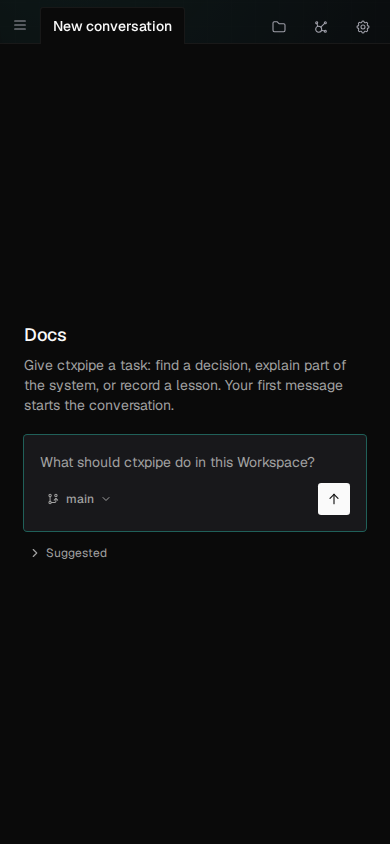 New conversation
Docs
Give ctxpipe a task: find a decision, explain part of
the system, or record a lesson. Your first message
starts the conversation.
What should ctxpipe do in this Workspace?
main
Suggested